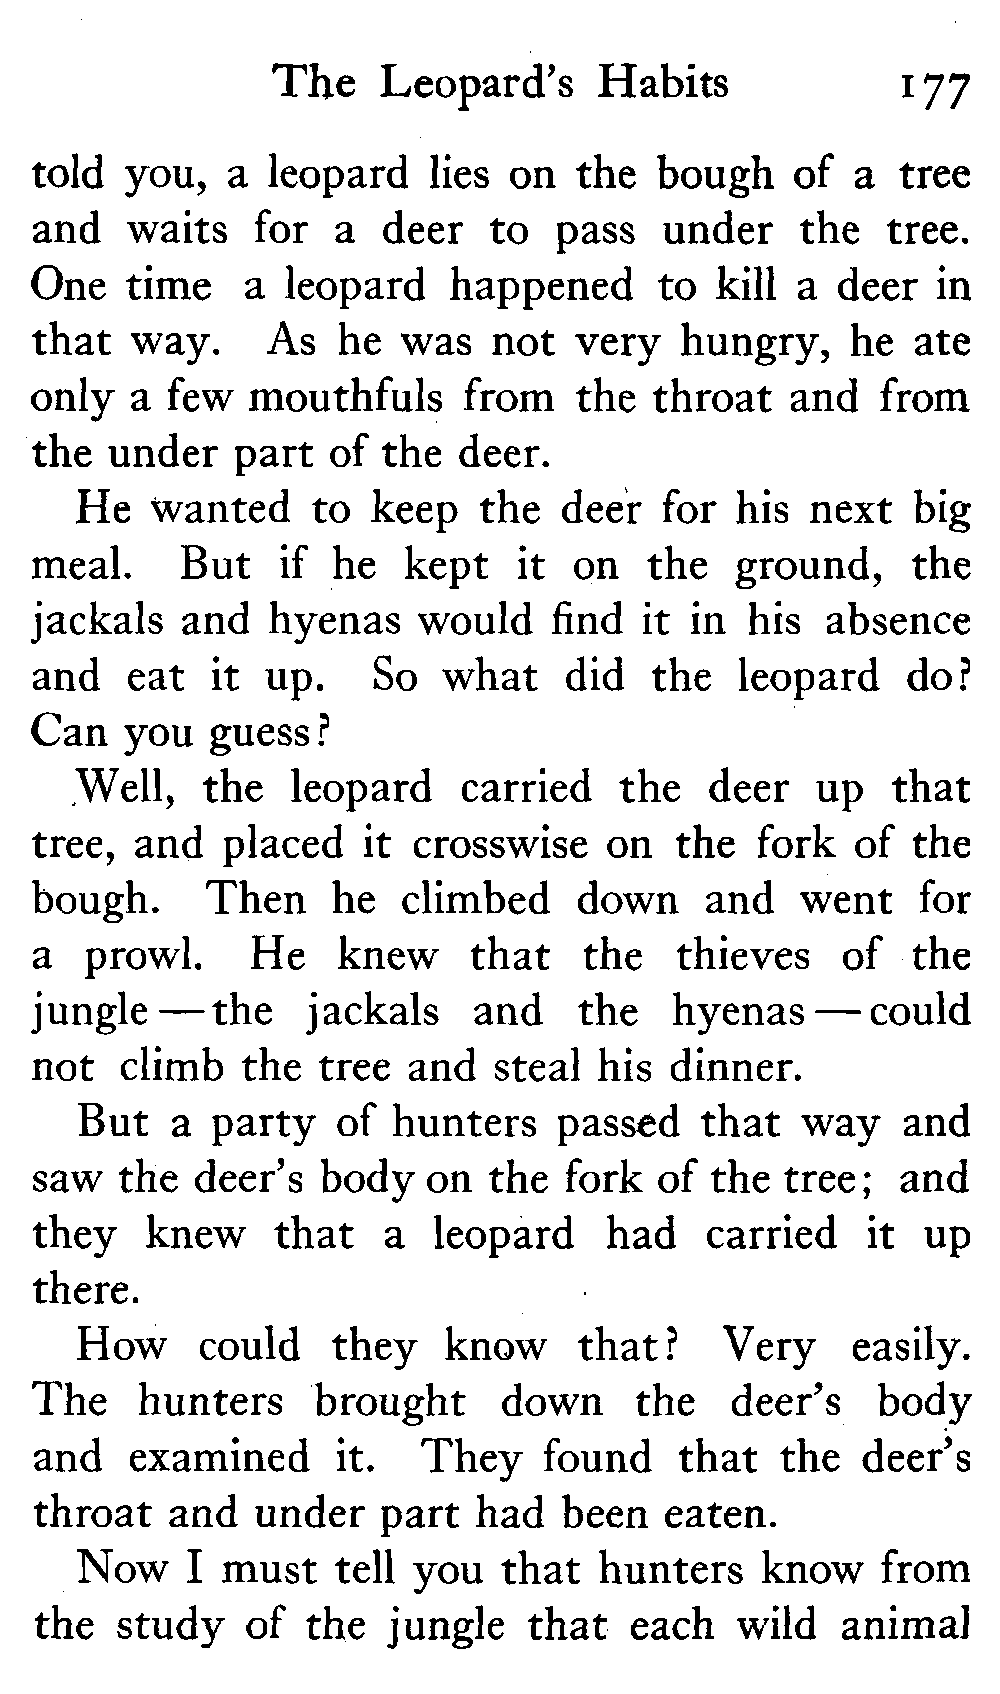 The Leopard's Habits 177
told you, a leopard lies on the bough of a tree
and waits for a deer to pass under the tree.
One time a leopard happened to kill a deer in
that way. As he was not very hungry, he ate
only a few mouthfuls from the throat and from
the under part of the deer.
He wanted to keep the deer for his next big
meal. But if he kept it on the ground, the
jackals and hyenas would find it in his absence
and eat it up. So what did the leopard do?
Can you guess?
Well, the leopard carried the deer up that
tree, and placed it crosswise on the fork of the
bough. Then he climbed down and went for
a prowl. He knew that the thieves of the
jungle — the jackals and the hyenas — could
not climb the tree and steal his dinner.
But a party of hunters passed that way and
saw the deer's body on the fork of the tree; and
they knew that a leopard had carried it up
there.
How could they know that? Very easily.
The hunters brought down the deer's body
and examined it. They found that the deer's
throat and under part had been eaten.
Now I must tell you that hunters know from
the study of the jungle that each wild animal